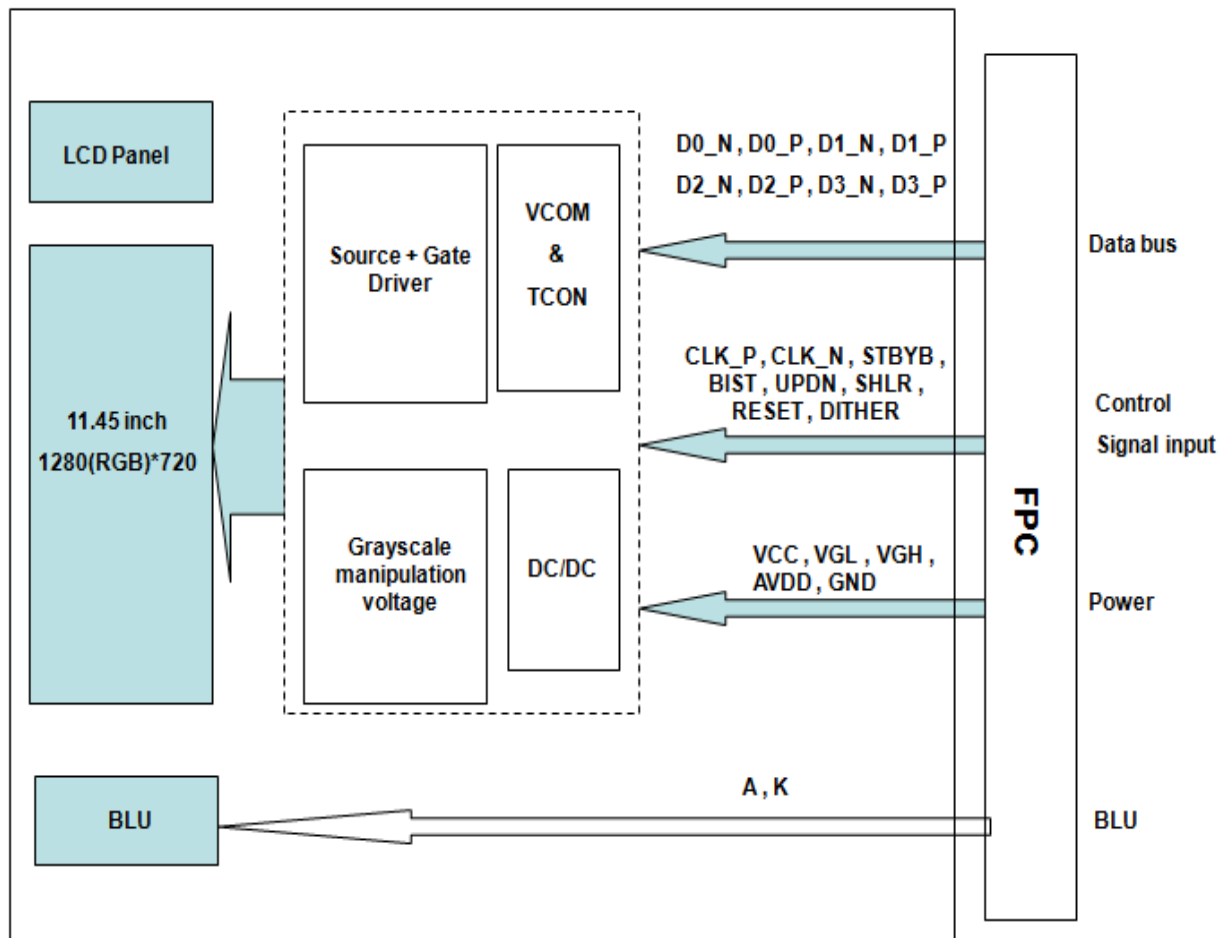 LCD Panel
11.45 inch
1280(RGB)*720
BLU
Source + Gate
Driver
VCOM
&
TCON
Grayscale
manipulation
voltage
DC/DC
D0_N , D0_P , D1_N , D1_P
D2_N , D2_P , D3_N , D3_P
CLK_P , CLK_N , STBYB ,
BIST , UPDN , SHLR ,
RESET , DITHER
VCC , VGL , VGH ,
AVDD , GND
A , K
FPC
Data bus
Control
Signal input
Power
BLU